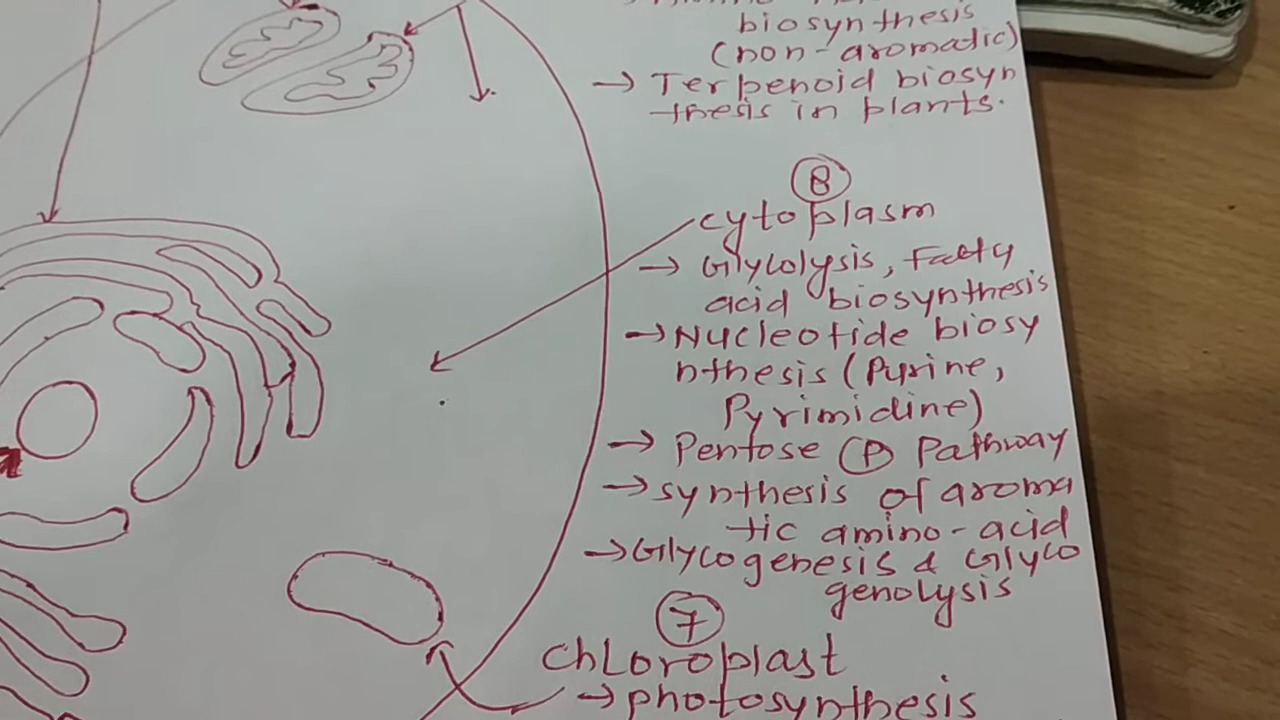 biosynthesis
(non-aromatic)
→ Terpenoid biosyn
thesis in plants.
8
cytoplasm
→ Glycolysis, Fatty
acid biosynthesis
→ Nucleotide biosy
nthesis (Pyrine,
Pyrimidine)
→ Pentose (P) Pathway
→ synthesis of aroma
tic amino-acid
→ Glycogenesis & Glyco
genolysis
7
chloroplast
→ photosynthesis